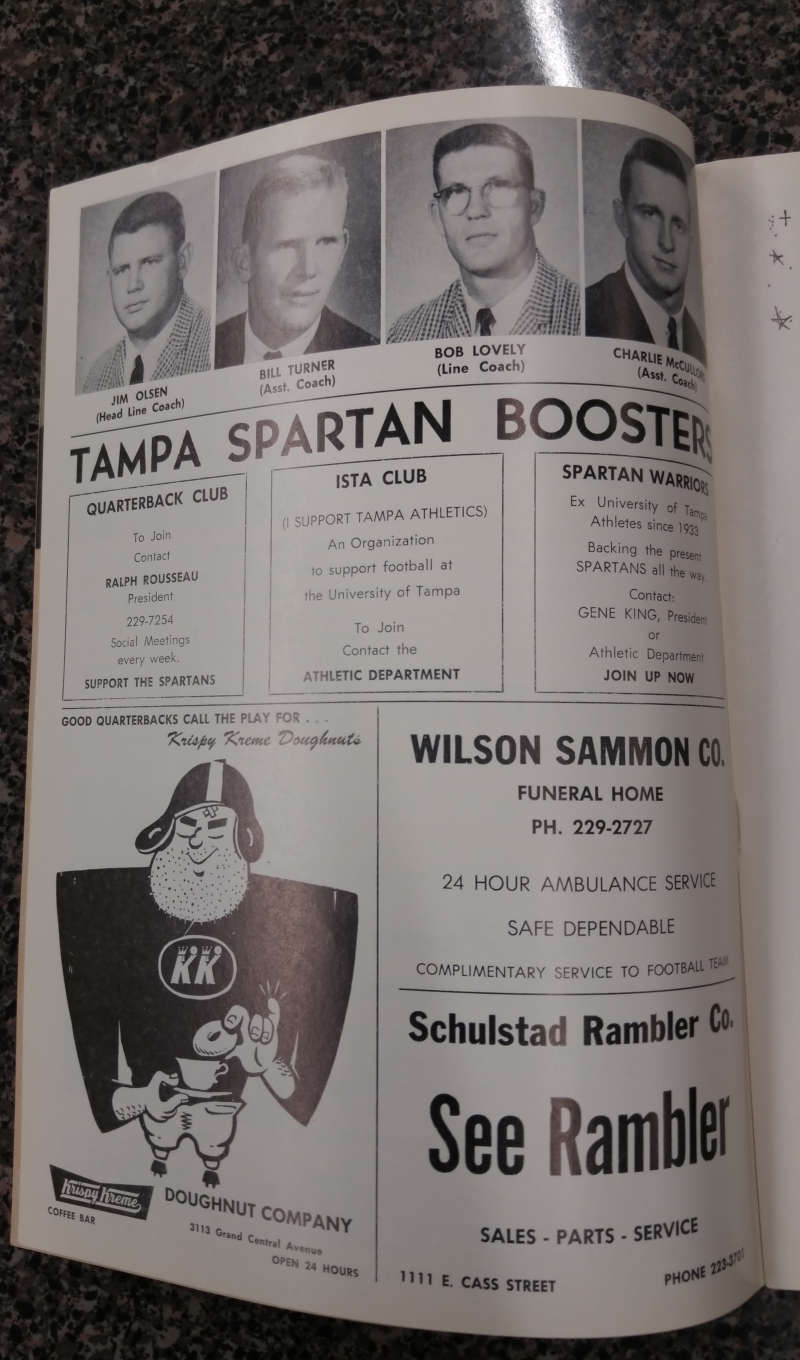 JIM OLSEN
(Head Line Coach)
BILL TURNER
(Asst. Coach)
BOB LOVELY
(Line Coach)
CHARLIE
(Asst. Coach)
TAMPA SPARTAN BOOSTERS
QUARTERBACK CLUB
To Join
Contact
RALPH ROUSSEAU
President
229-7254
Social Meetings
every week.
SUPPORT THE SPARTANS
ISTA CLUB
(I SUPPORT TAMPA ATHLETICS)
An Organization
to support football at
the University of Tampa
To Join
Contact the
ATHLETIC DEPARTMENT
SPARTAN WARRIORS
Ex University of Tampa
Athletes since 1933
Backing the present
SPARTANS all the way.
Contact:
GENE KING, President
or
Athletic Department
JOIN UP NOW
GOOD QUARTERBACKS CALL THE PLAY FOR . . .
Krispy Kreme Doughnuts
KK
Krispy Kreme
COFFEE BAR
DOUGHNUT COMPANY
3113 Grand Central Avenue
OPEN 24 HOURS
WILSON SAMMON CO.
FUNERAL HOME
PH. 229-2727
24 HOUR AMBULANCE SERVICE
SAFE DEPENDABLE
COMPLIMENTARY SERVICE TO FOOTBALL TEAM
Schulstad Rambler Co.
See Rambler
SALES - PARTS - SERVICE
1111 E. CASS STREET
PHONE 223-3701